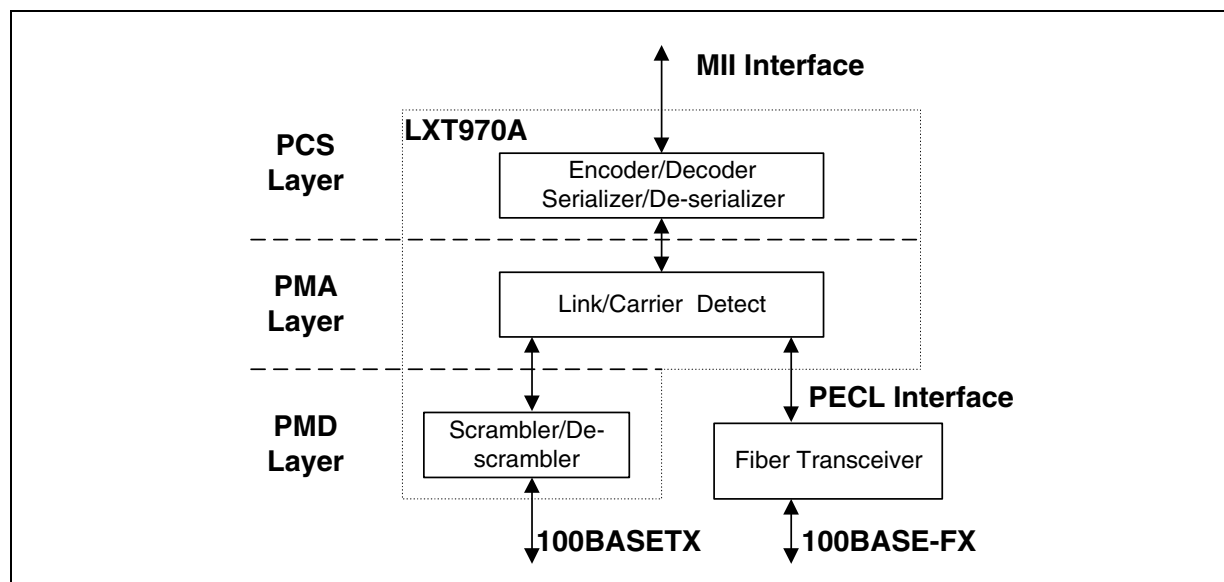 MII Interface
LXT970A
PCS
Layer
Encoder/Decoder
Serializer/De-serializer
PMA
Layer
Link/Carrier Detect
PECL Interface
PMD
Layer
Scrambler/De-
scrambler
Fiber Transceiver
100BASETX
100BASE-FX